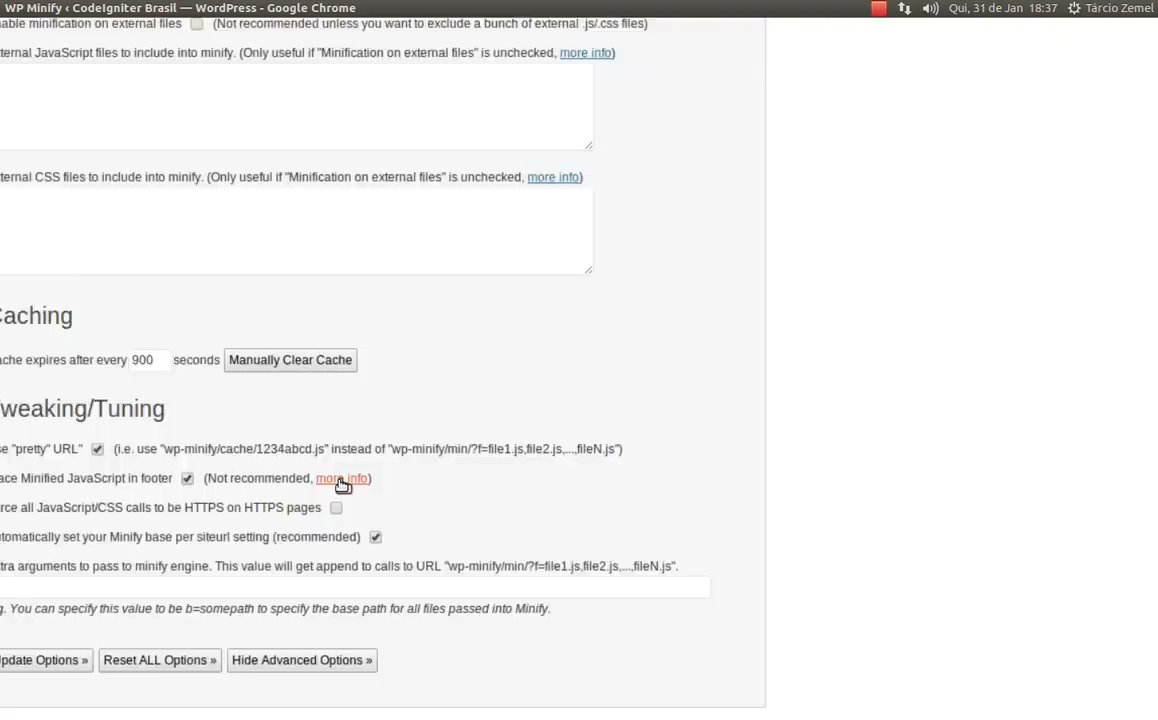 WP Minify ‹ CodeIgniter Brasil — WordPress - Google Chrome
Qui, 31 de Jan 18:37 Tárcio Zemel
able minification on external files (Not recommended unless you want to exclude a bunch of external .js/.css files)
ternal JavaScript files to include into minify. (Only useful if "Minification on external files" is unchecked, more info)
ternal CSS files to include into minify. (Only useful if "Minification on external files" is unchecked, more info)
Caching
ache expires after every 900 seconds Manually Clear Cache
weaking/Tuning
se "pretty" URL" (i.e. use "wp-minify/cache/1234abcd.js" instead of "wp-minify/min/?f=file1.js,file2.js,...,fileN.js")
ace Minified JavaScript in footer (Not recommended, more info)
rce all JavaScript/CSS calls to be HTTPS on HTTPS pages
utomatically set your Minify base per siteurl setting (recommended)
tra arguments to pass to minify engine. This value will get append to calls to URL "wp-minify/min/?f=file1.js,file2.js,...,fileN.js".
g. You can specify this value to be b=somepath to specify the base path for all files passed into Minify.
Update Options » Reset ALL Options » Hide Advanced Options »